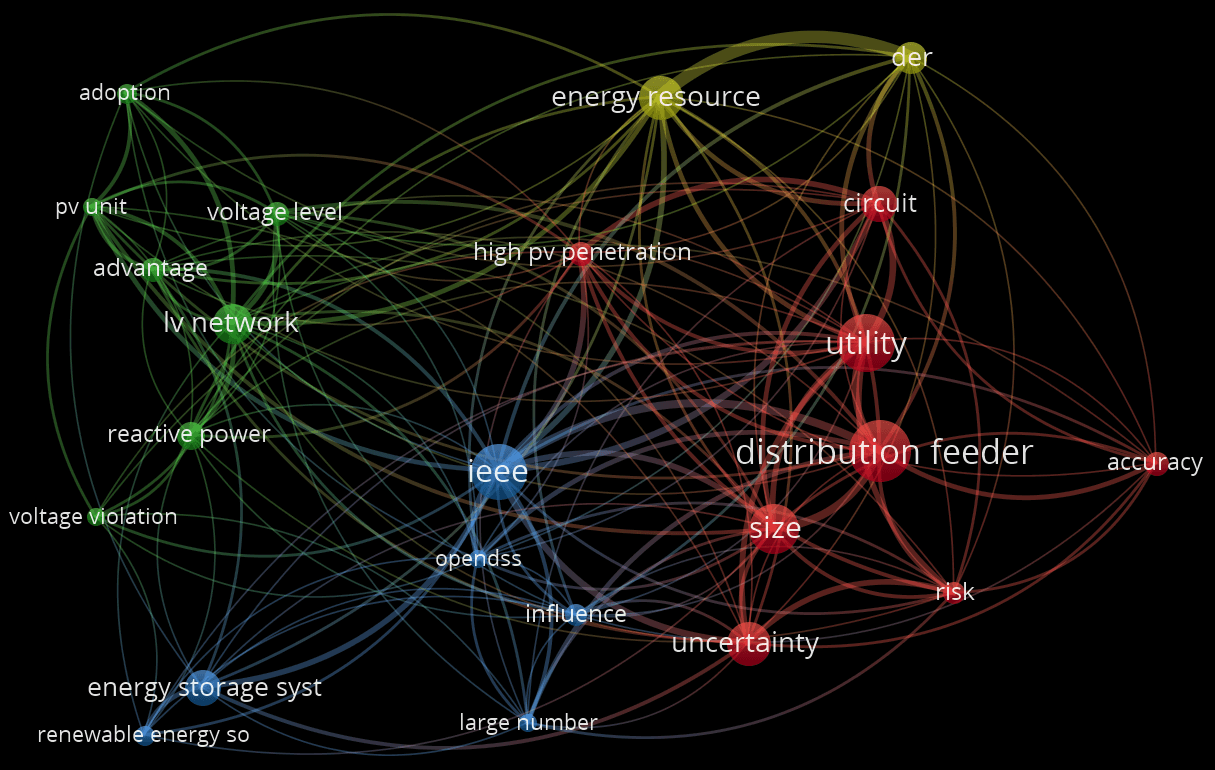 der
adoption
energy resource
pv unit
voltage level
circuit
high pv penetration
advantage
lv network
utility
reactive power
distribution feeder
ieee
accuracy
voltage violation
size
opendss
risk
influence
uncertainty
energy storage syst
large number
renewable energy so